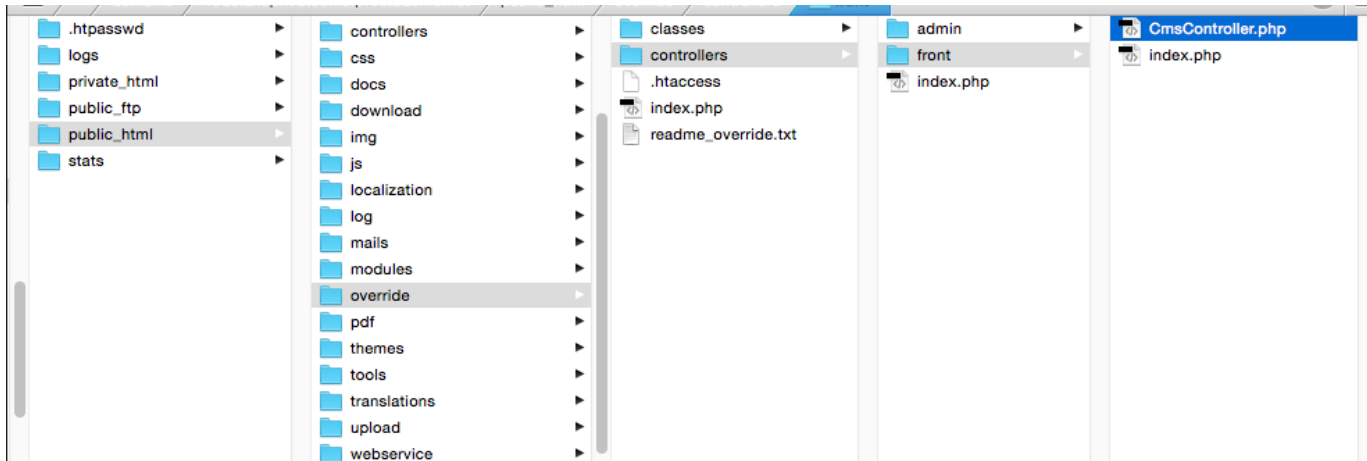 .htpasswd
logs
private_html
public_ftp
public_html
stats
controllers
css
docs
download
img
js
localization
log
mails
modules
override
pdf
themes
tools
translations
upload
webservice
classes
controllers
.htaccess
index.php
readme_override.txt
admin
front
index.php
CmsController.php
index.php